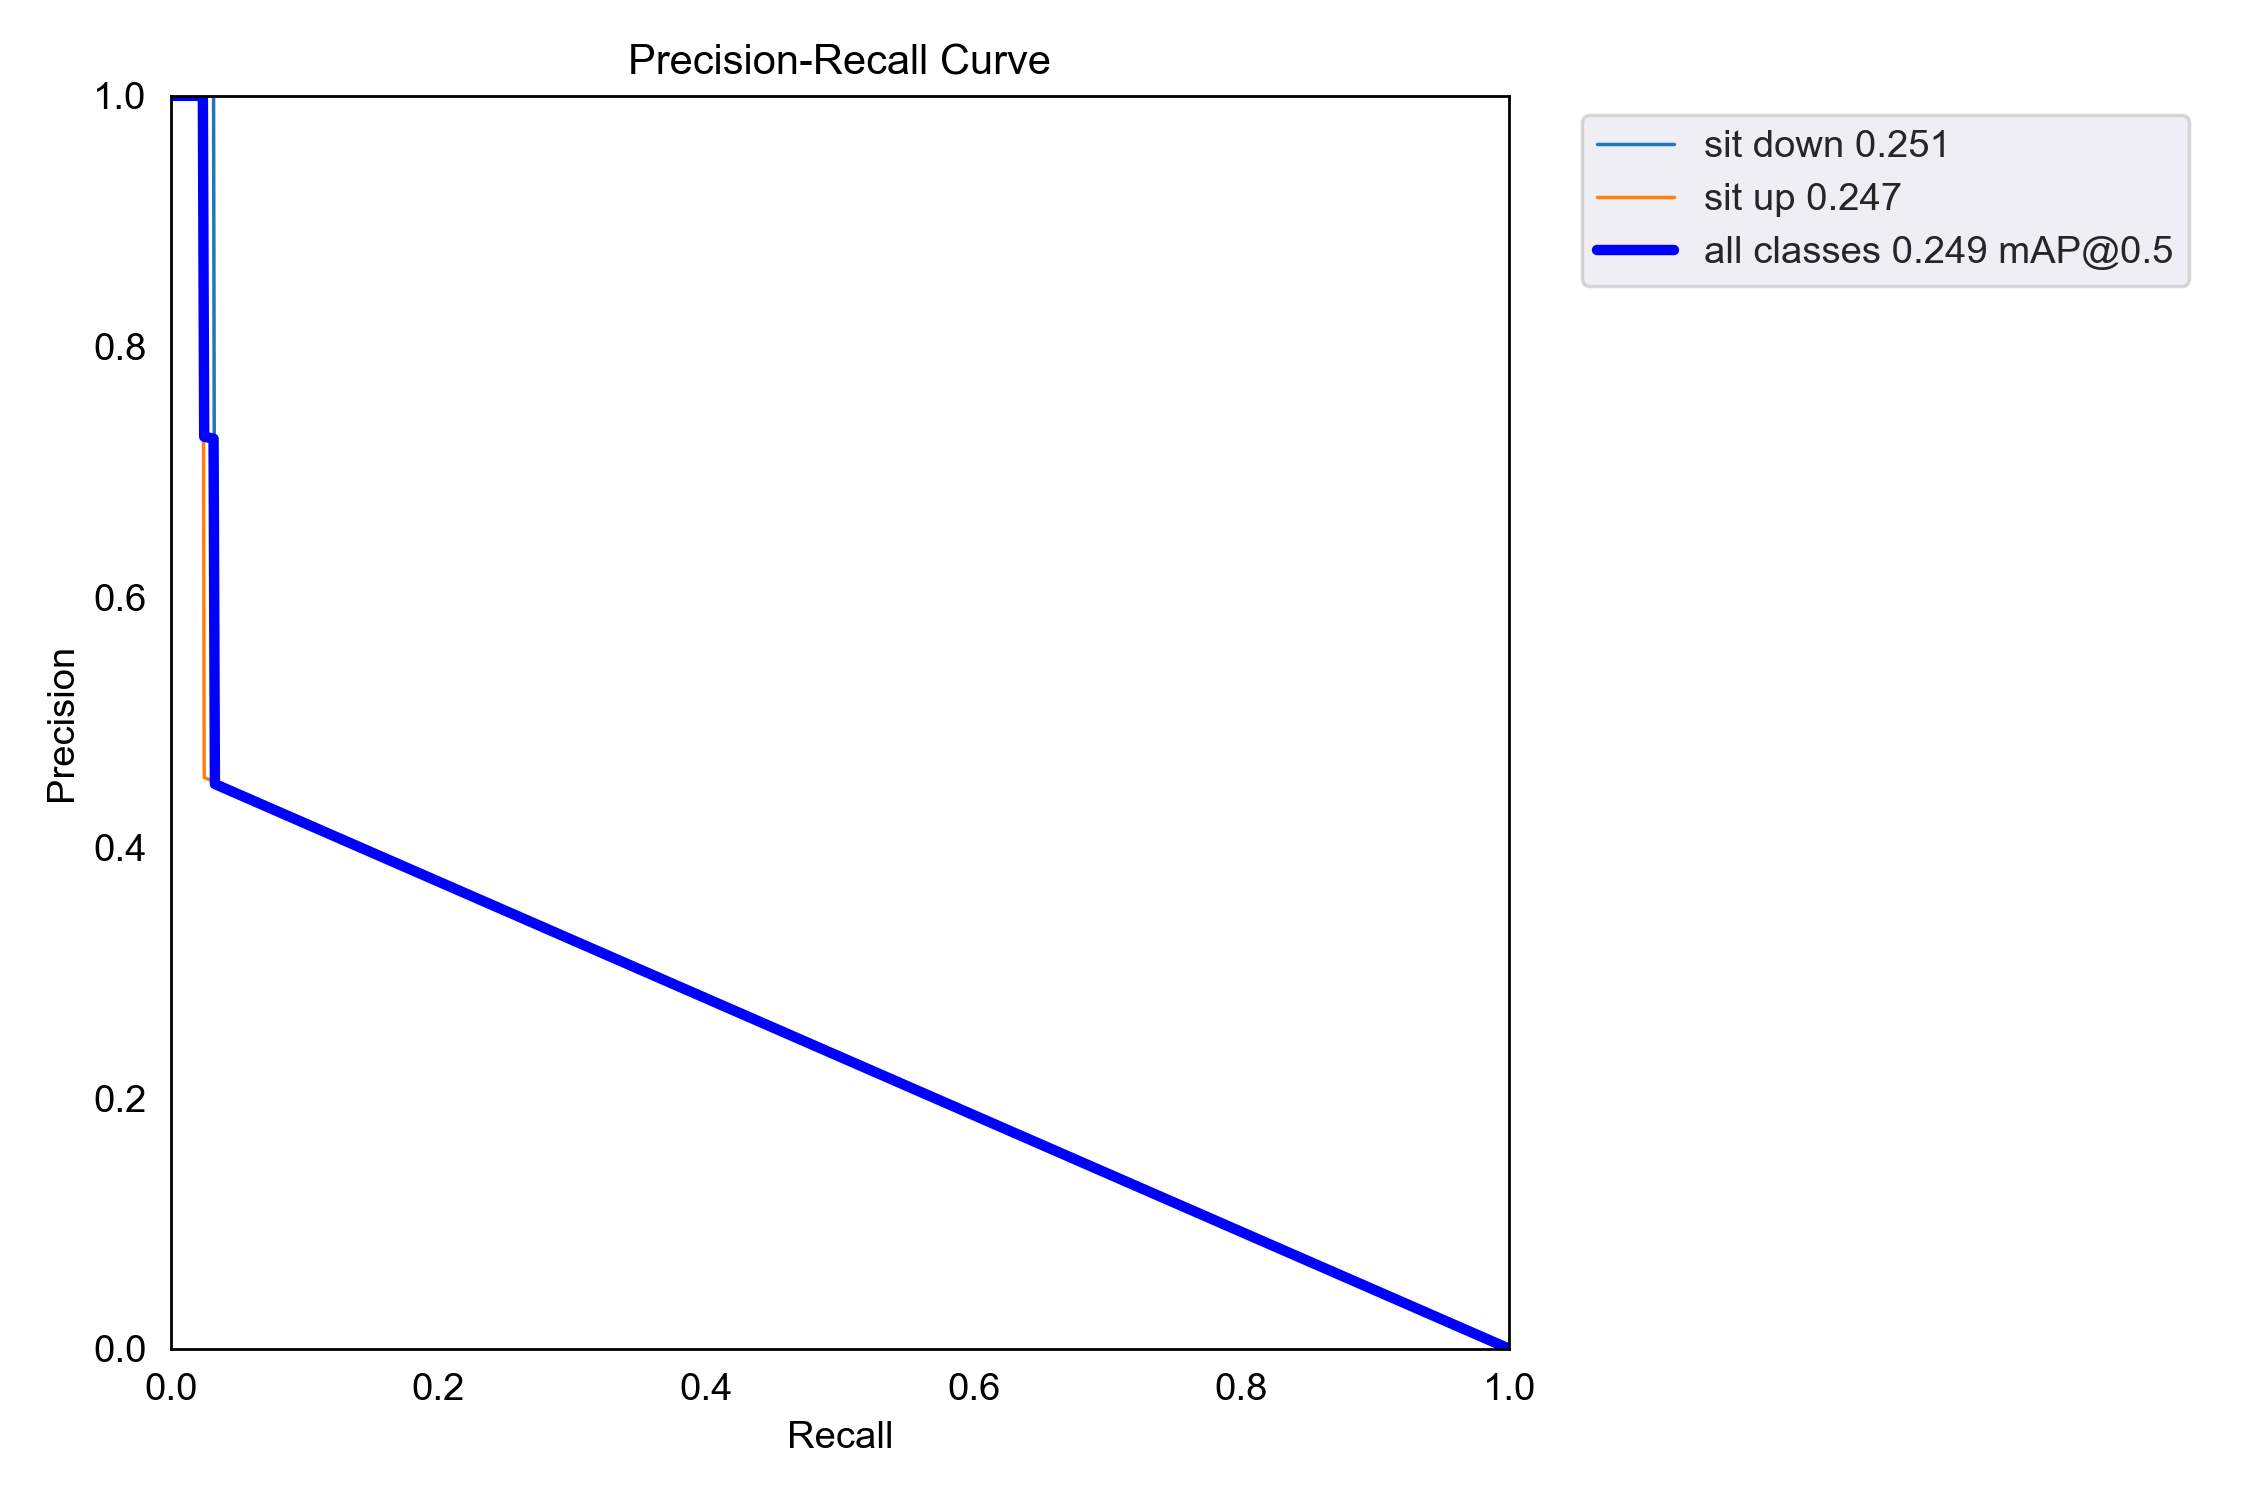 Precision-Recall Curve
1.0
0.8
0.6
0.4
0.2
0.0
Precision
0.0 0.2 0.4 0.6 0.8 1.0
Recall
sit down 0.251
sit up 0.247
all classes 0.249 mAP@0.5